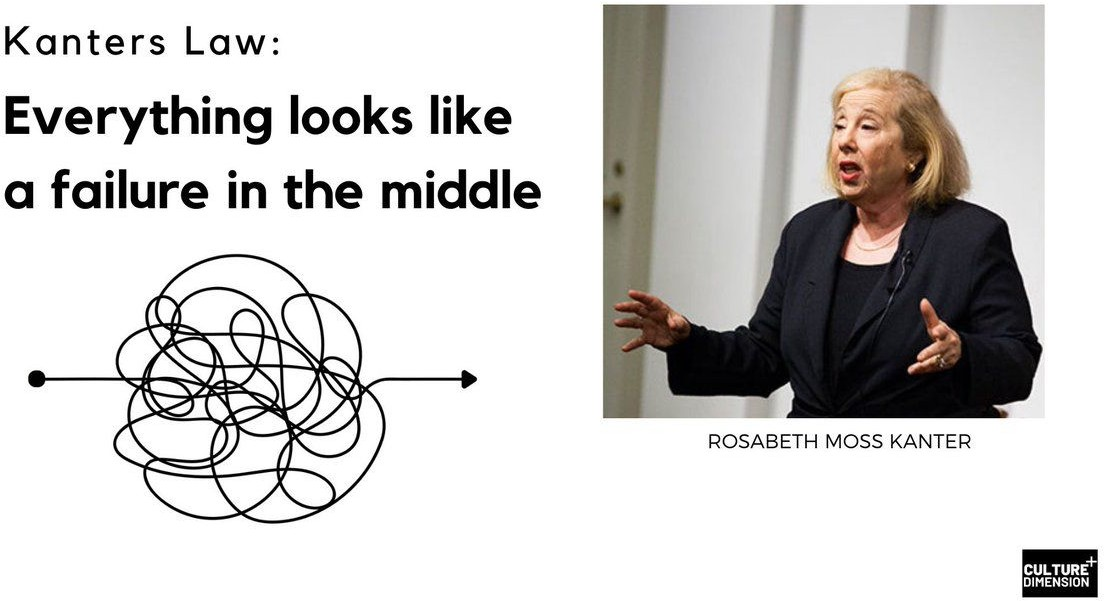 Kanters Law:
Everything looks like
a failure in the middle
ROSABETH MOSS KANTER
CULTURE+
DIMENSION